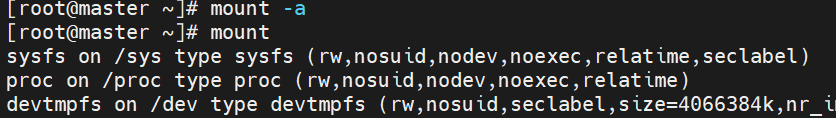 [root@master ~]# mount -a
[root@master ~]# mount
sysfs on /sys type sysfs (rw,nosuid,nodev,noexec,relatime,seclabel)
proc on /proc type proc (rw,nosuid,nodev,noexec,relatime)
devtmpfs on /dev type devtmpfs (rw,nosuid,seclabel,size=4066384k,nr_i